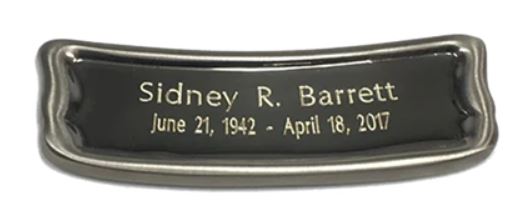 Sidney R. Barrett
June 21, 1942 - April 18, 2017